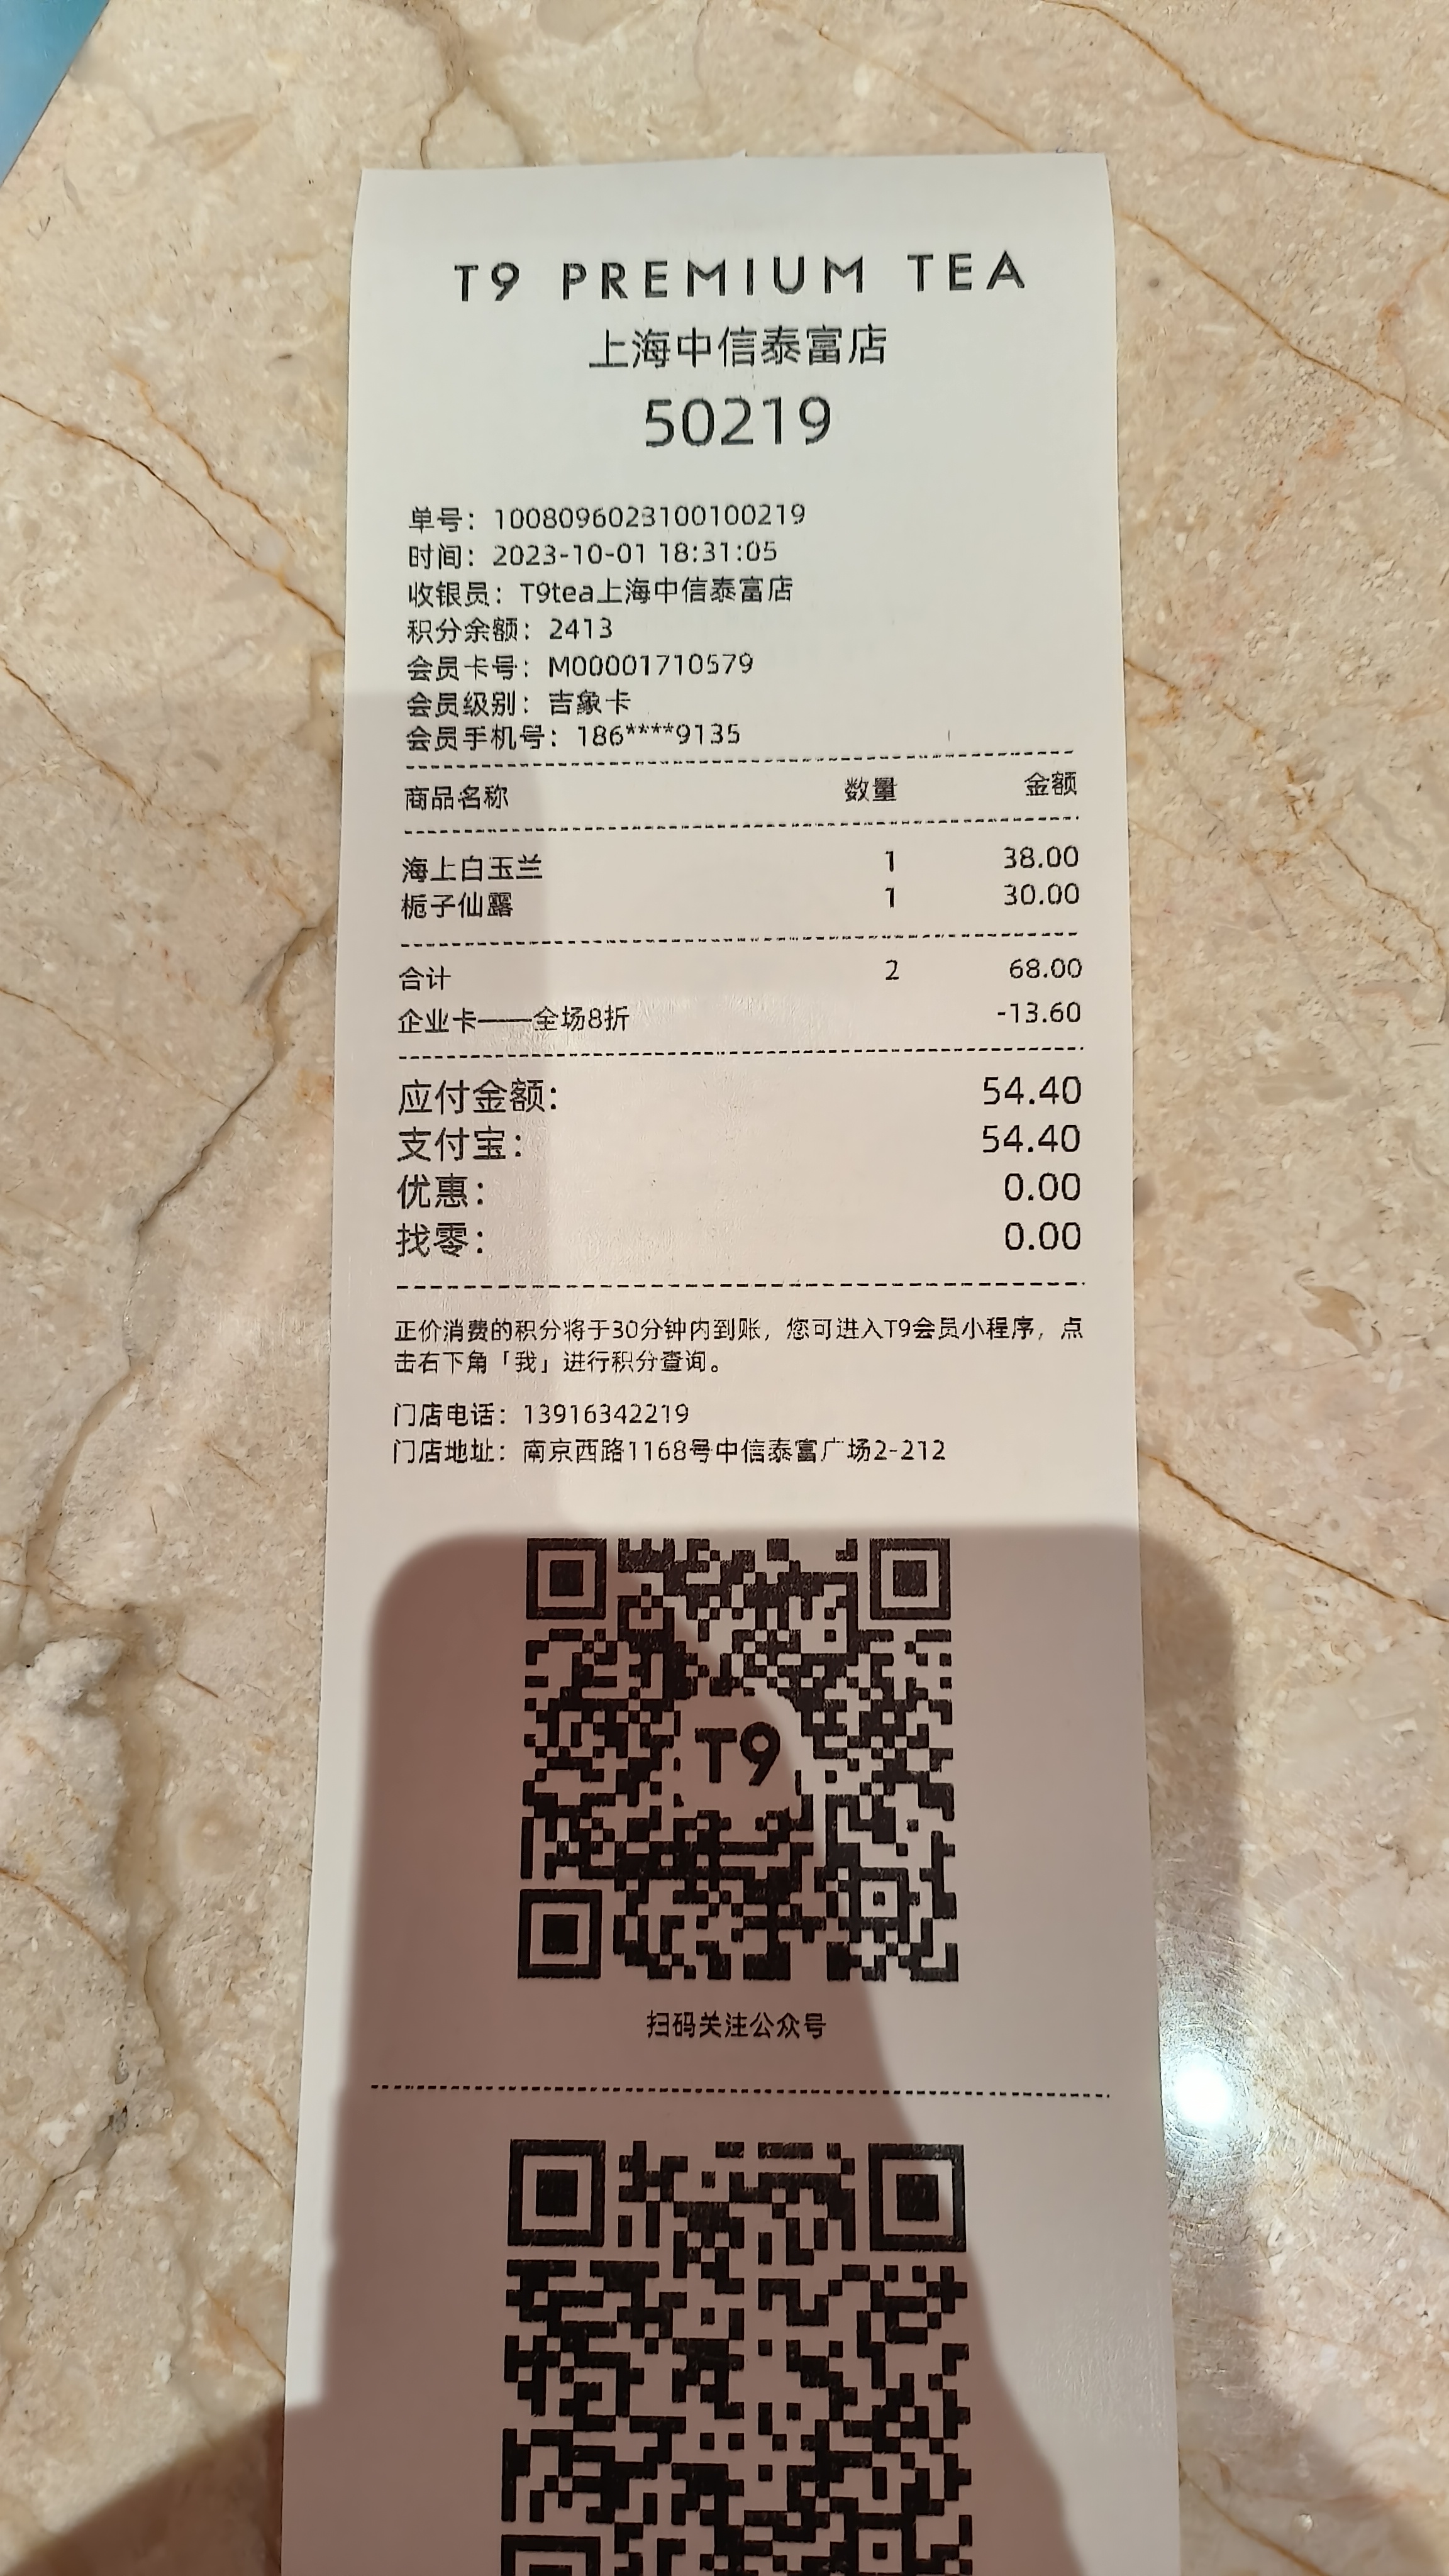 T9 PREMIUM TEA
上海中信泰富店
50219
单号：1008096023100100219
时间：2023-10-01 18:31:05
收银员：T9tea上海中信泰富店
积分余额：2413
会员卡号：M00001710579
会员级别：吉象卡
会员手机号：186****9135
商品名称 数量 金额
海上白玉兰 1 38.00
栀子仙露 1 30.00
合计 2 68.00
企业卡——全场8折 -13.60
应付金额： 54.40
支付宝： 54.40
优惠： 0.00
找零： 0.00
正价消费的积分将于30分钟内到账，您可进入T9会员小程序，点
击右下角「我」进行积分查询。
门店电话：13916342219
门店地址：南京西路1168号中信泰富广场2-212
T9
扫码关注公众号